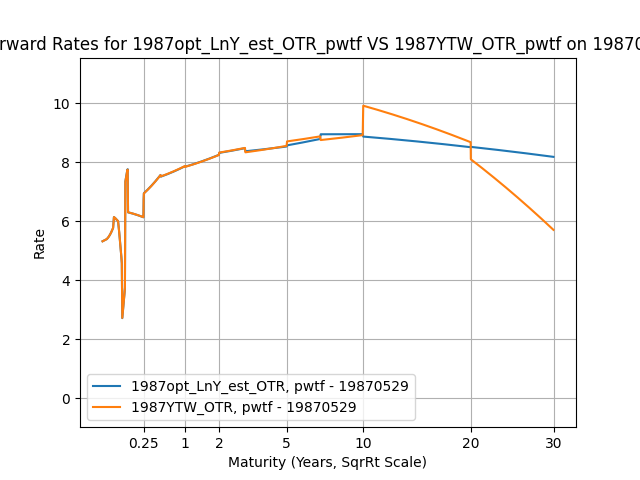 rward Rates for 1987opt_LnY_est_OTR_pwtf VS 1987YTW_OTR_pwtf on 19870
Rate
10
8
6
4
2
0
1987opt_LnY_est_OTR, pwtf - 19870529
1987YTW_OTR, pwtf - 19870529
0.25 1 2 5 10 20 30
Maturity (Years, SqrRt Scale)